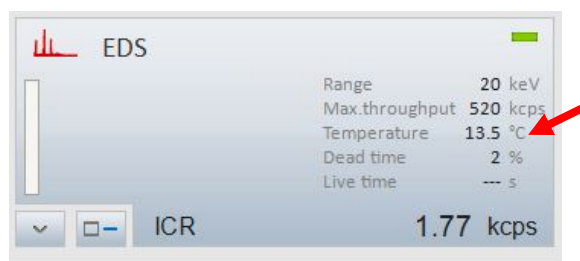 EDS
Range 20 keV
Max.throughput 520 kcps
Temperature 13.5 °C
Dead time 2 %
Live time --- s
ICR 1.77 kcps